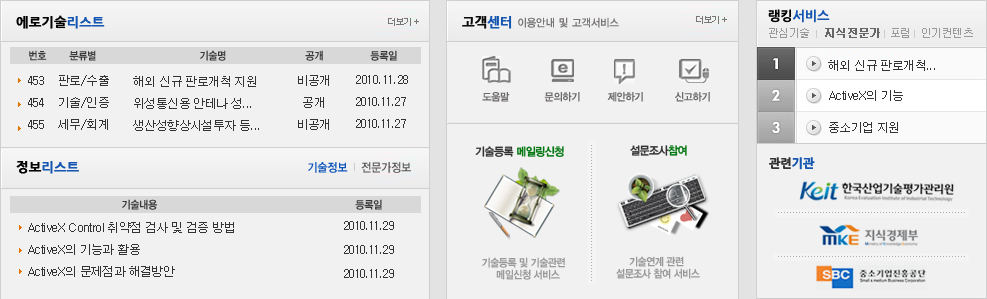 에로기술리스트
더보기 +
번호 분류별 기술명 공개 등록일
453 판로/수출 해외 신규 판로개척 지원 비공개 2010.11.28
454 기술/인증 위성통신용 안테나 성... 공개 2010.11.27
455 세무/회계 생산성향상시설투자 등... 비공개 2010.11.27
정보리스트
기술정보 | 전문가정보
기술내용 등록일
ActiveX Control 취약점 검사 및 검증 방법 2010.11.29
ActiveX의 기능과 활용 2010.11.29
ActiveX의 문제점과 해결방안 2010.11.29
고객센터 이용안내 및 고객서비스
더보기 +
도움말 문의하기 제안하기 신고하기
기술등록 메일링신청
기술등록 및 기술관련
메일신청 서비스
설문조사참여
기술연계 관련
설문조사 참여 서비스
랭킹서비스
관심기술 | 지식전문가 | 포럼 | 인기컨텐츠
1 해외 신규 판로개척...
2 ActiveX의 기능
3 중소기업 지원
관련기관
Keit 한국산업기술평가관리원
Korea Evaluation Institute of Industrial Technology
MKE 지식경제부
Ministry of Knowledge Economy
SBC 중소기업진흥공단
Small & medium Business Corporation